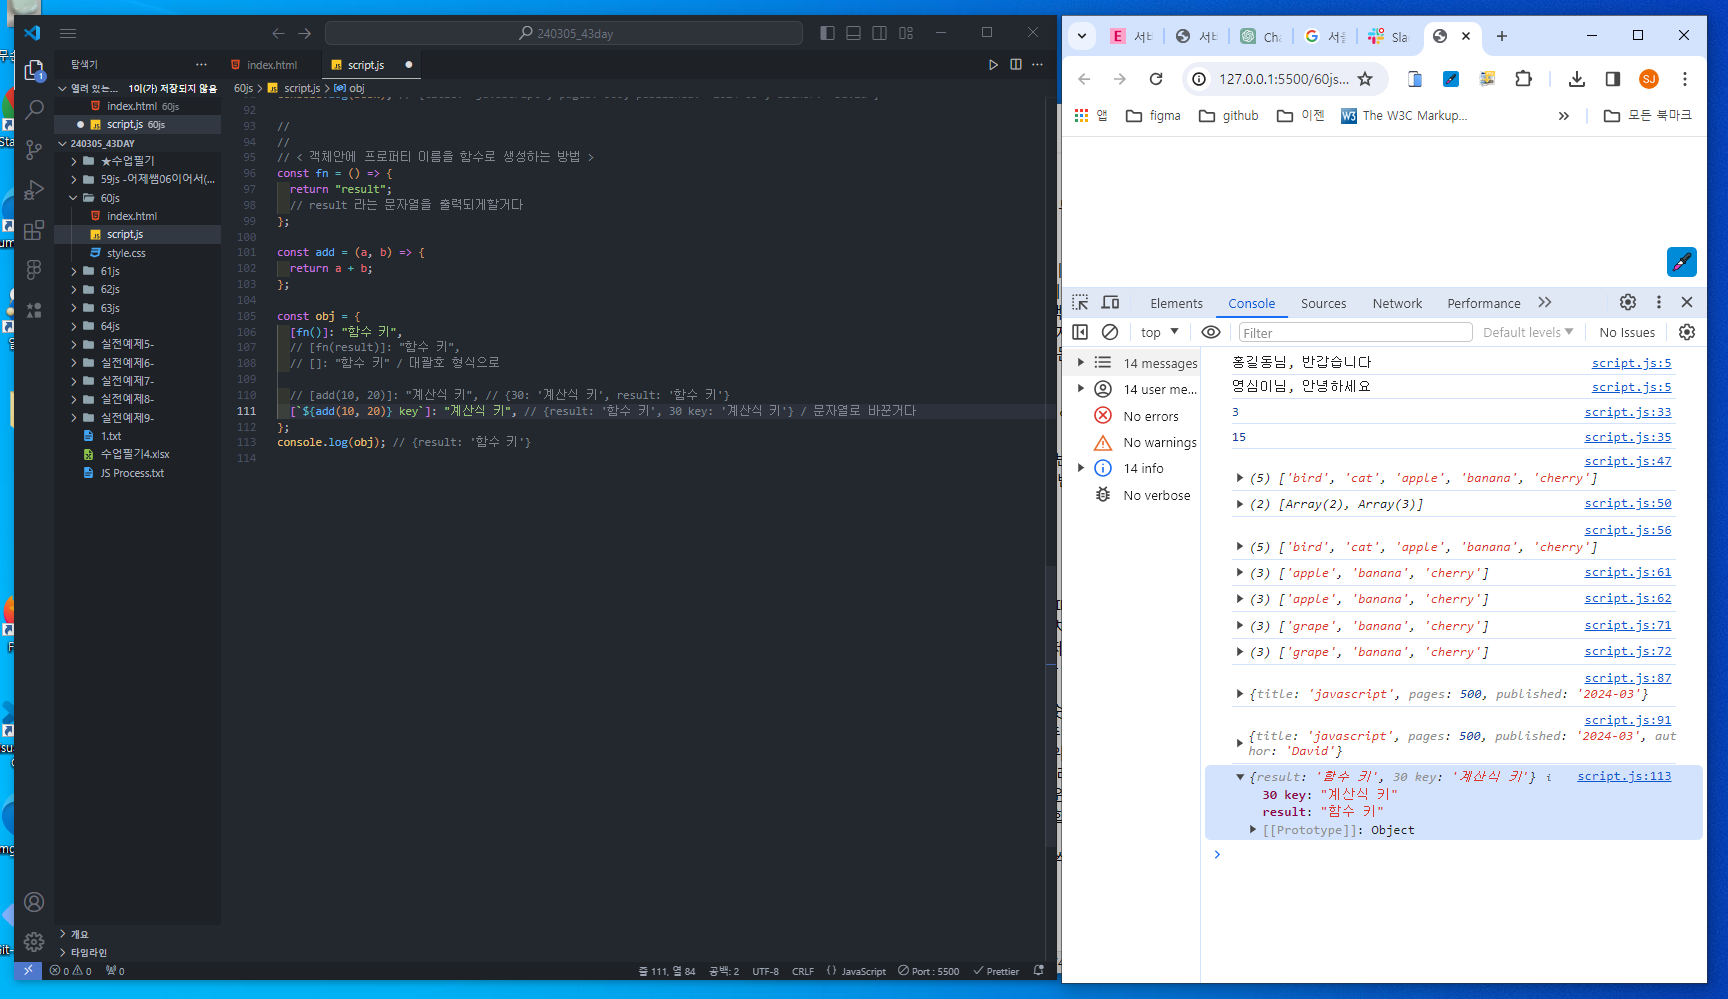 240305_43day
탐색기
index.html
script.js
열려 있는... 1이(가) 저장되지 않음
60js > script.js > obj
index.html 60js
script.js 60js
240305_43DAY
★수업필기
59js -어제쌤06이어서(...
60js
index.html
script.js
style.css
61js
62js
63js
64js
실전예제5-
실전예제6-
실전예제7-
실전예제8-
실전예제9-
1.txt
수업필기4.xlsx
JS Process.txt
개요
타임라인
92
93 //
94 //
95 // < 객체안에 프로퍼티 이름을 함수로 생성하는 방법 >
96 const fn = () => {
97 return "result";
98 // result 라는 문자열을 출력되게할거다
99 };
100
101 const add = (a, b) => {
102 return a + b;
103 };
104
105 const obj = {
106 [fn()]: "함수 키",
107 // [fn(result)]: "함수 키",
108 // []: "함수 키" / 대괄호 형식으로
109
110 // [add(10, 20)]: "계산식 키", // {30: '계산식 키', result: '함수 키'}
111 [`${add(10, 20)} key`]: "계산식 키", // {result: '함수 키', 30 key: '계산식 키'} / 문자열로 바꾼거다
112 };
113 console.log(obj); // {result: '함수 키'}
114
0 0 0
줄 111, 열 84 공백: 2 UTF-8 CRLF {} JavaScript Port : 5500 Prettier
서비 서비 Cha 서울 Sla
127.0.0.1:5500/60js...
SJ
앱 figma github 이젠 W3 The W3C Markup... » 모든 북마크
Elements Console Sources Network Performance
top Filter Default levels No Issues
14 messages
14 user me...
No errors
No warnings
14 info
No verbose
홍길동님, 반갑습니다 script.js:5
영심이님, 안녕하세요 script.js:5
3 script.js:33
15 script.js:35
script.js:47
(5) ['bird', 'cat', 'apple', 'banana', 'cherry']
(2) [Array(2), Array(3)] script.js:50
script.js:56
(5) ['bird', 'cat', 'apple', 'banana', 'cherry']
(3) ['apple', 'banana', 'cherry'] script.js:61
(3) ['apple', 'banana', 'cherry'] script.js:62
(3) ['grape', 'banana', 'cherry'] script.js:71
(3) ['grape', 'banana', 'cherry'] script.js:72
script.js:87
{title: 'javascript', pages: 500, published: '2024-03'}
script.js:91
{title: 'javascript', pages: 500, published: '2024-03', aut
hor: 'David'}
{result: '함수 키', 30 key: '계산식 키'} i script.js:113
30 key: "계산식 키"
result: "함수 키"
[[Prototype]]: Object